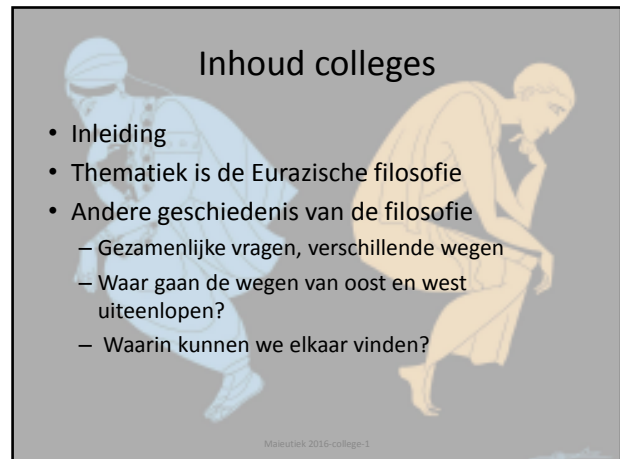 Inhoud colleges
• Inleiding
• Thematiek is de Eurazische filosofie
• Andere geschiedenis van de filosofie
– Gezamenlijke vragen, verschillende wegen
– Waar gaan de wegen van oost en west
uiteenlopen?
– Waarin kunnen we elkaar vinden?
Maieutiek 2016-college-1